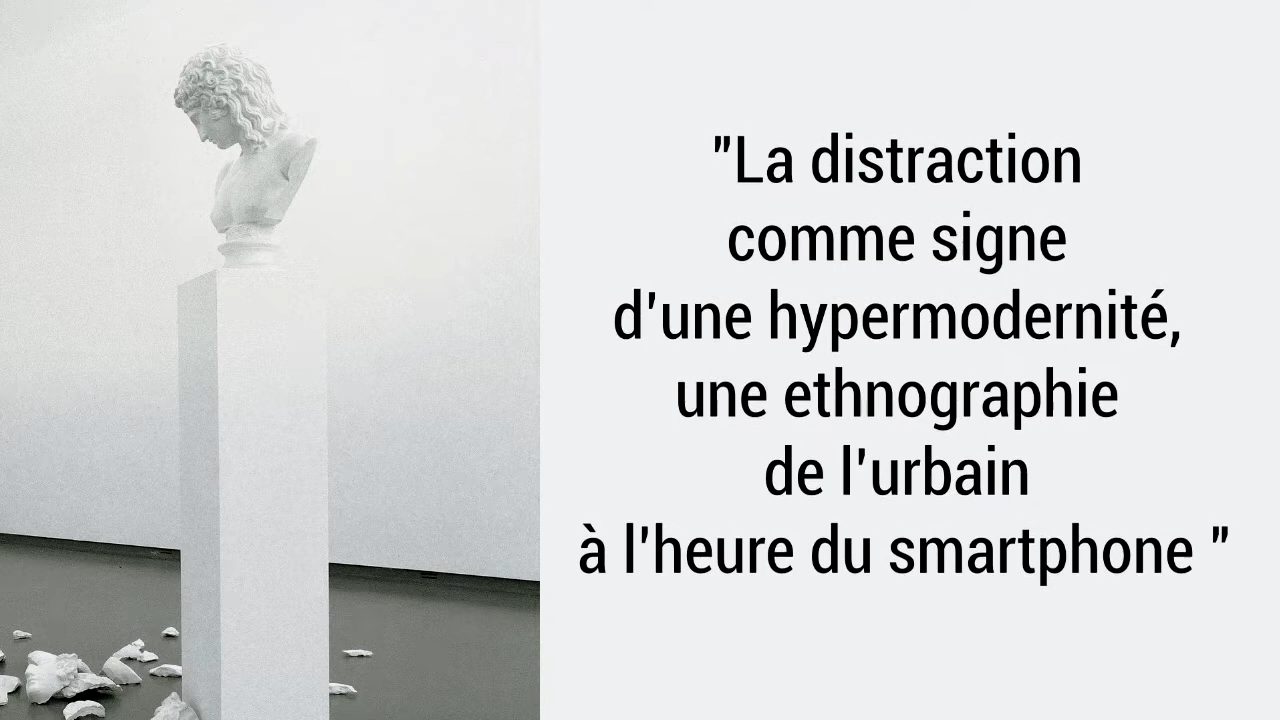 "La distraction
comme signe
d'une hypermodernité,
une ethnographie
de l'urbain
à l'heure du smartphone "